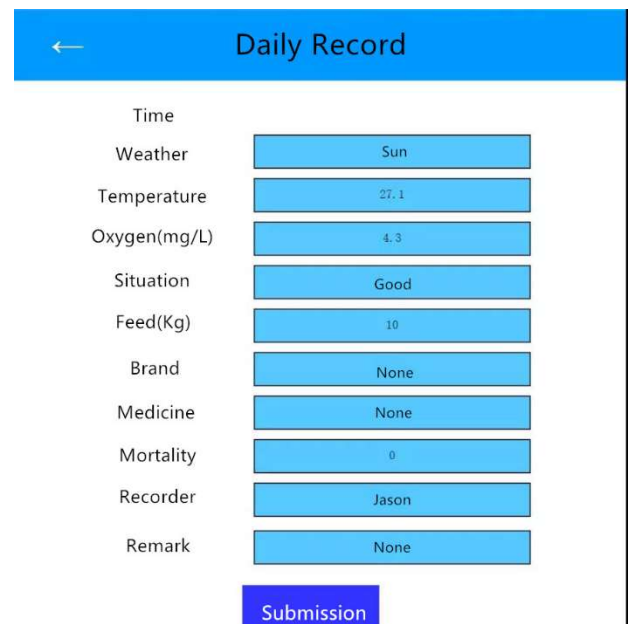 ← Daily Record
Time
Weather Sun
Temperature 27.1
Oxygen(mg/L) 4.3
Situation Good
Feed(Kg) 10
Brand None
Medicine None
Mortality 0
Recorder Jason
Remark None
Submission